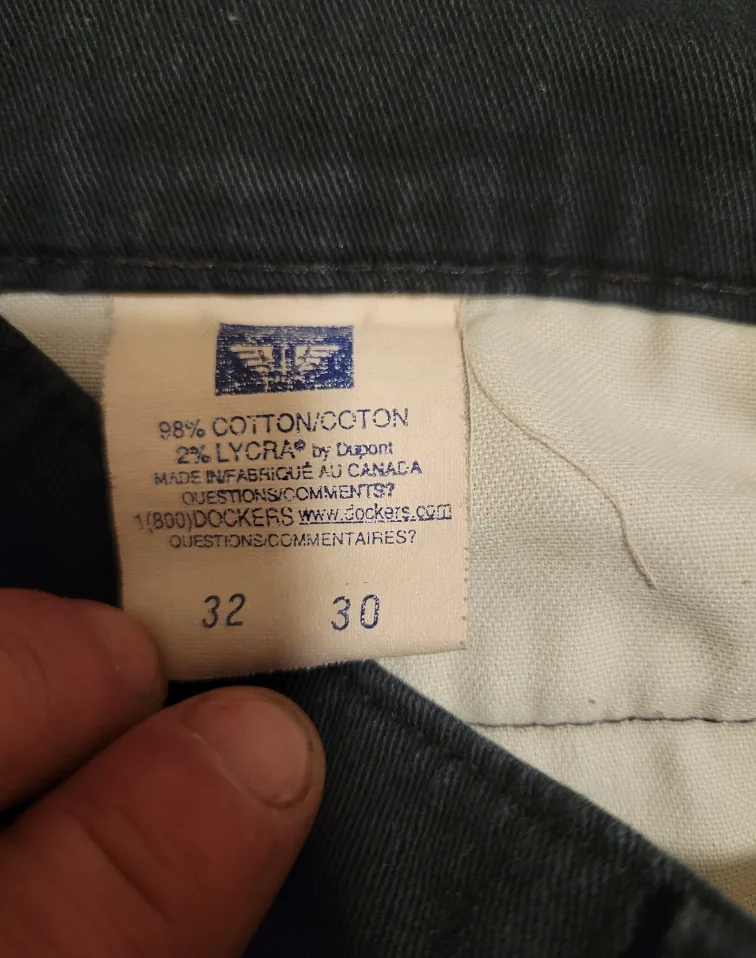 98% COTTON/COTON
2% LYCRA® by Dupont
MADE IN/FABRIQUÉ AU CANADA
QUESTIONS/COMMENTS?
1(800)DOCKERS www.dockers.com
QUESTIONS/COMMENTAIRES?
32 30